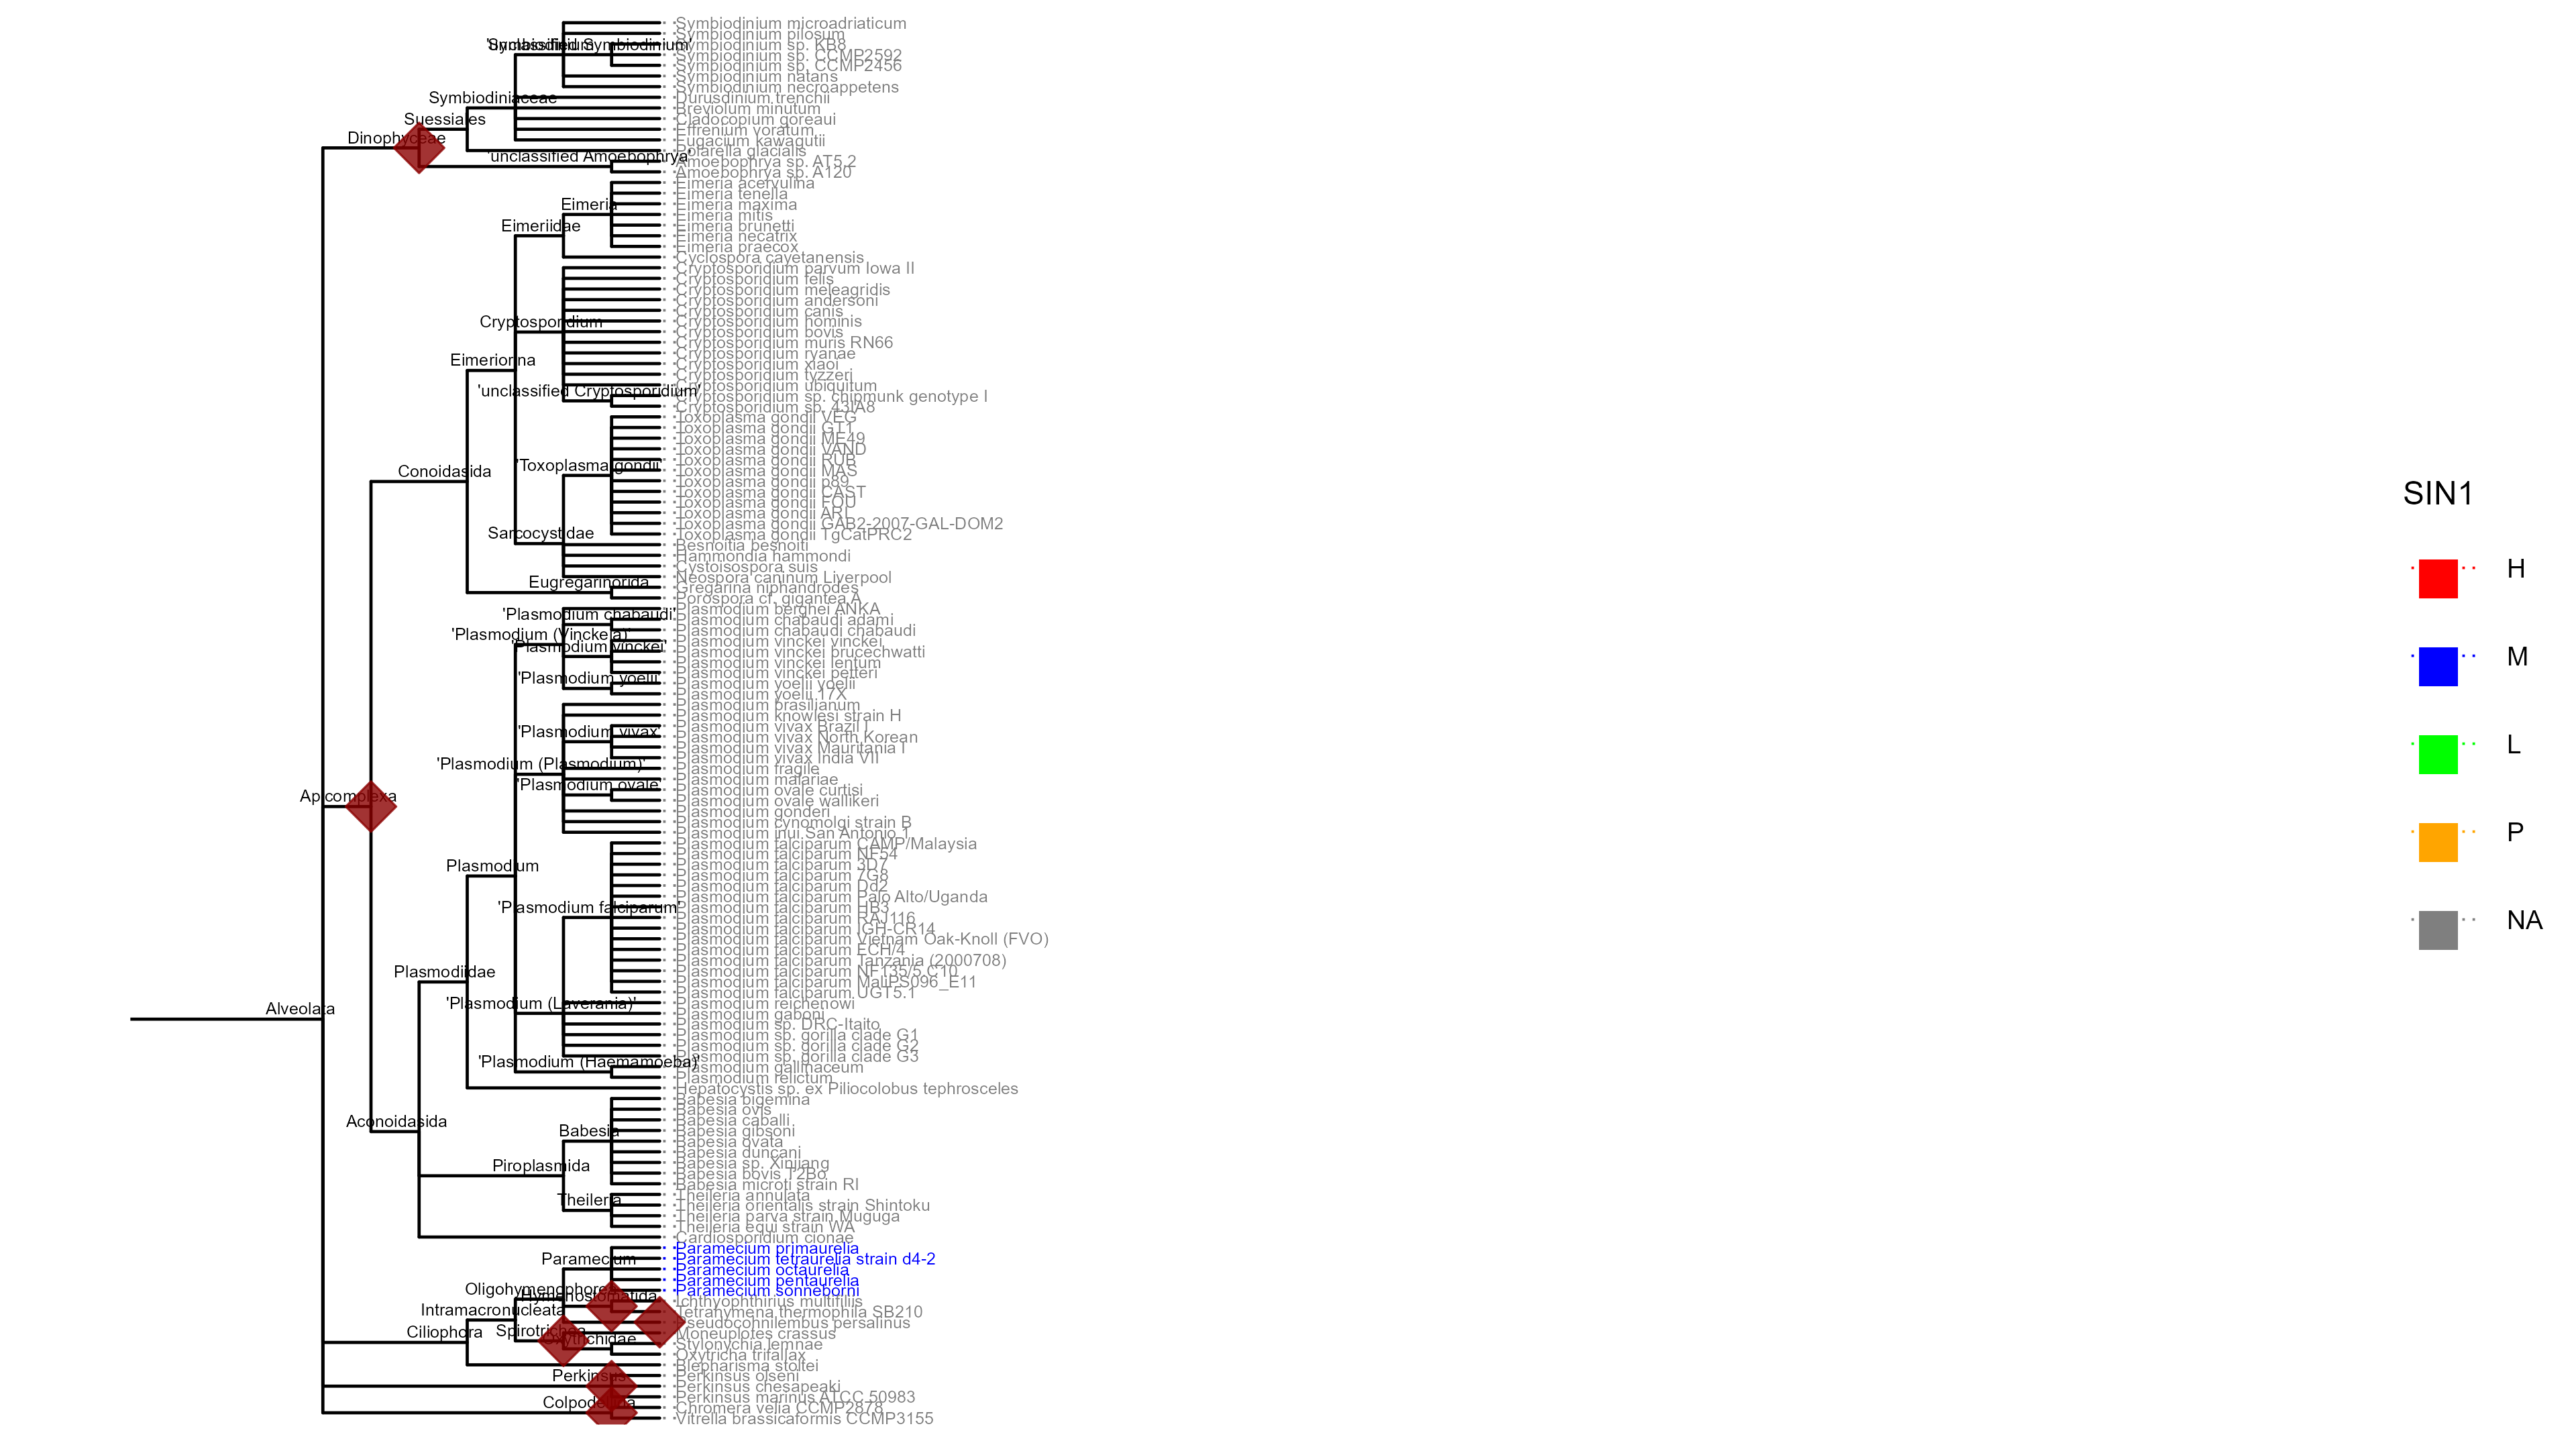 Symbiodinium microadriaticum
Symbiodinium pilosum
'unclassified Symbiodinium'
Symbiodinium
Symbiodinium sp. KB8
Symbiodinium sp. CCMP2592
Symbiodinium sp. CCMP2456
Symbiodinium natans
Symbiodinium necroappetens
Symbiodiniaceae
Durusdinium trenchii
Breviolum minutum
Suessiales
Cladocopium goreaui
Effrenium voratum
Dinophyceae
Fugacium kawagutii
Polarella glacialis
'unclassified Amoebophrya'
Amoebophrya sp. AT5.2
Amoebophrya sp. A120
Eimeria acervulina
Eimeria tenella
Eimeria
Eimeria maxima
Eimeria mitis
Eimeriidae
Eimeria brunetti
Eimeria necatrix
Eimeria praecox
Cyclospora cayetanensis
Cryptosporidium parvum Iowa II
Cryptosporidium felis
Cryptosporidium meleagridis
Cryptosporidium andersoni
Cryptosporidium canis
Cryptosporidium
Cryptosporidium hominis
Cryptosporidium bovis
Cryptosporidium muris RN66
Cryptosporidium ryanae
Eimeriorina
Cryptosporidium xiaoi
Cryptosporidium tyzzeri
Cryptosporidium ubiquitum
'unclassified Cryptosporidium'
Cryptosporidium sp. chipmunk genotype I
Cryptosporidium sp. 43IA8
Toxoplasma gondii VEG
Toxoplasma gondii GT1
Toxoplasma gondii ME49
Toxoplasma gondii VAND
Toxoplasma gondii RUB
'Toxoplasma gondii'
Conoidasida
Toxoplasma gondii MAS
Toxoplasma gondii p89
Toxoplasma gondii CAST
Toxoplasma gondii FOU
Toxoplasma gondii ARI
Toxoplasma gondii GAB2-2007-GAL-DOM2
Sarcocystidae
Toxoplasma gondii TgCatPRC2
Besnoitia besnoiti
Hammondia hammondi
Cystoisospora suis
Neospora caninum Liverpool
Eugregarinorida
Gregarina niphandrodes
Porospora cf. gigantea A
Plasmodium berghei ANKA
'Plasmodium chabaudi'
Plasmodium chabaudi adami
Plasmodium chabaudi chabaudi
'Plasmodium (Vinckeia)'
Plasmodium vinckei vinckei
'Plasmodium vinckei'
Plasmodium vinckei brucechwatti
Plasmodium vinckei lentum
Plasmodium vinckei petteri
'Plasmodium yoelii'
Plasmodium yoelii yoelii
Plasmodium yoelii 17X
Plasmodium brasilianum
Plasmodium knowlesi strain H
Plasmodium vivax Brazil I
'Plasmodium vivax'
Plasmodium vivax North Korean
Plasmodium vivax Mauritania I
Plasmodium vivax India VII
'Plasmodium (Plasmodium)'
Plasmodium fragile
Plasmodium malariae
'Plasmodium ovale'
Plasmodium ovale curtisi
Plasmodium ovale wallikeri
Apicomplexa
Plasmodium gonderi
Plasmodium cynomolgi strain B
Plasmodium inui San Antonio 1
Plasmodium falciparum CAMP/Malaysia
Plasmodium falciparum NF54
Plasmodium
Plasmodium falciparum 3D7
Plasmodium falciparum 7G8
Plasmodium falciparum Dd2
Plasmodium falciparum Palo Alto/Uganda
'Plasmodium falciparum'
Plasmodium falciparum HB3
Plasmodium falciparum RAJ116
Plasmodium falciparum IGH-CR14
Plasmodium falciparum Vietnam Oak-Knoll (FVO)
Plasmodium falciparum FCH/4
Plasmodium falciparum Tanzania (2000708)
Plasmodiidae
Plasmodium falciparum NF135/5.C10
Plasmodium falciparum MaliPS096_E11
Plasmodium falciparum UGT5.1
'Plasmodium (Laverania)'
Plasmodium reichenowi
Alveolata
Plasmodium gaboni
Plasmodium sp. DRC-Itaito
Plasmodium sp. gorilla clade G1
Plasmodium sp. gorilla clade G2
Plasmodium sp. gorilla clade G3
'Plasmodium (Haemamoeba)'
Plasmodium gallinaceum
Plasmodium relictum
Hepatocystis sp. ex Piliocolobus tephrosceles
Babesia bigemina
Babesia ovis
Aconoidasida
Babesia caballi
Babesia
Babesia gibsoni
Babesia ovata
Babesia duncani
Piroplasmida
Babesia sp. Xinjiang
Babesia bovis T2Bo
Babesia microti strain RI
Theileria
Theileria annulata
Theileria orientalis strain Shintoku
Theileria parva strain Muguga
Theileria equi strain WA
Cardiosporidium cionae
Paramecium primaurelia
Paramecium
Paramecium tetraurelia strain d4-2
Paramecium octaurelia
Paramecium pentaurelia
Oligohymenophorea
Paramecium sonneborni
Hymenostomatida
Ichthyophthirius multifiliis
Intramacronucleata
Tetrahymena thermophila SB210
Pseudocohnilembus persalinus
Ciliophora
Spirotrichea
Moneuplotes crassus
Oxytrichidae
Stylonychia lemnae
Oxytricha trifallax
Blepharisma stoltei
Perkinsus
Perkinsus olseni
Perkinsus chesapeaki
Perkinsus marinus ATCC 50983
Colpodellida
Chromera velia CCMP2878
Vitrella brassicaformis CCMP3155
SIN1
H
M
L
P
NA